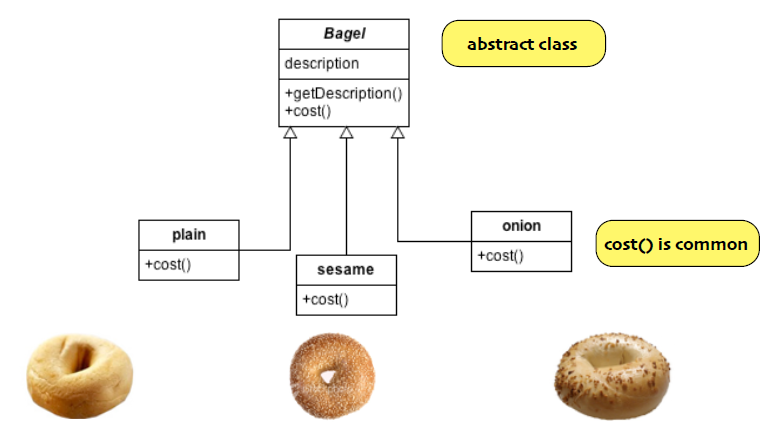 Bagel
abstract class
description
+getDescription()
+cost()
plain
+cost()
sesame
+cost()
onion
+cost()
cost() is common